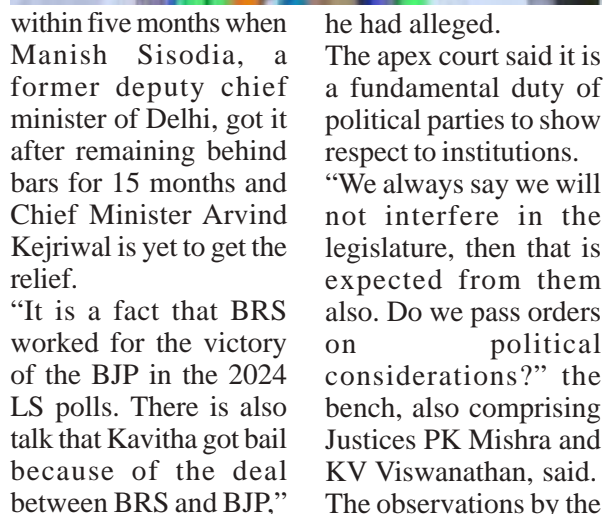 within five months when
Manish Sisodia, a
former deputy chief
minister of Delhi, got it
after remaining behind
bars for 15 months and
Chief Minister Arvind
Kejriwal is yet to get the
relief.
“It is a fact that BRS
worked for the victory
of the BJP in the 2024
LS polls. There is also
talk that Kavitha got bail
because of the deal
between BRS and BJP,”
he had alleged.
The apex court said it is
a fundamental duty of
political parties to show
respect to institutions.
“We always say we will
not interfere in the
legislature, then that is
expected from them
also. Do we pass orders
on political
considerations?” the
bench, also comprising
Justices PK Mishra and
KV Viswanathan, said.
The observations by the